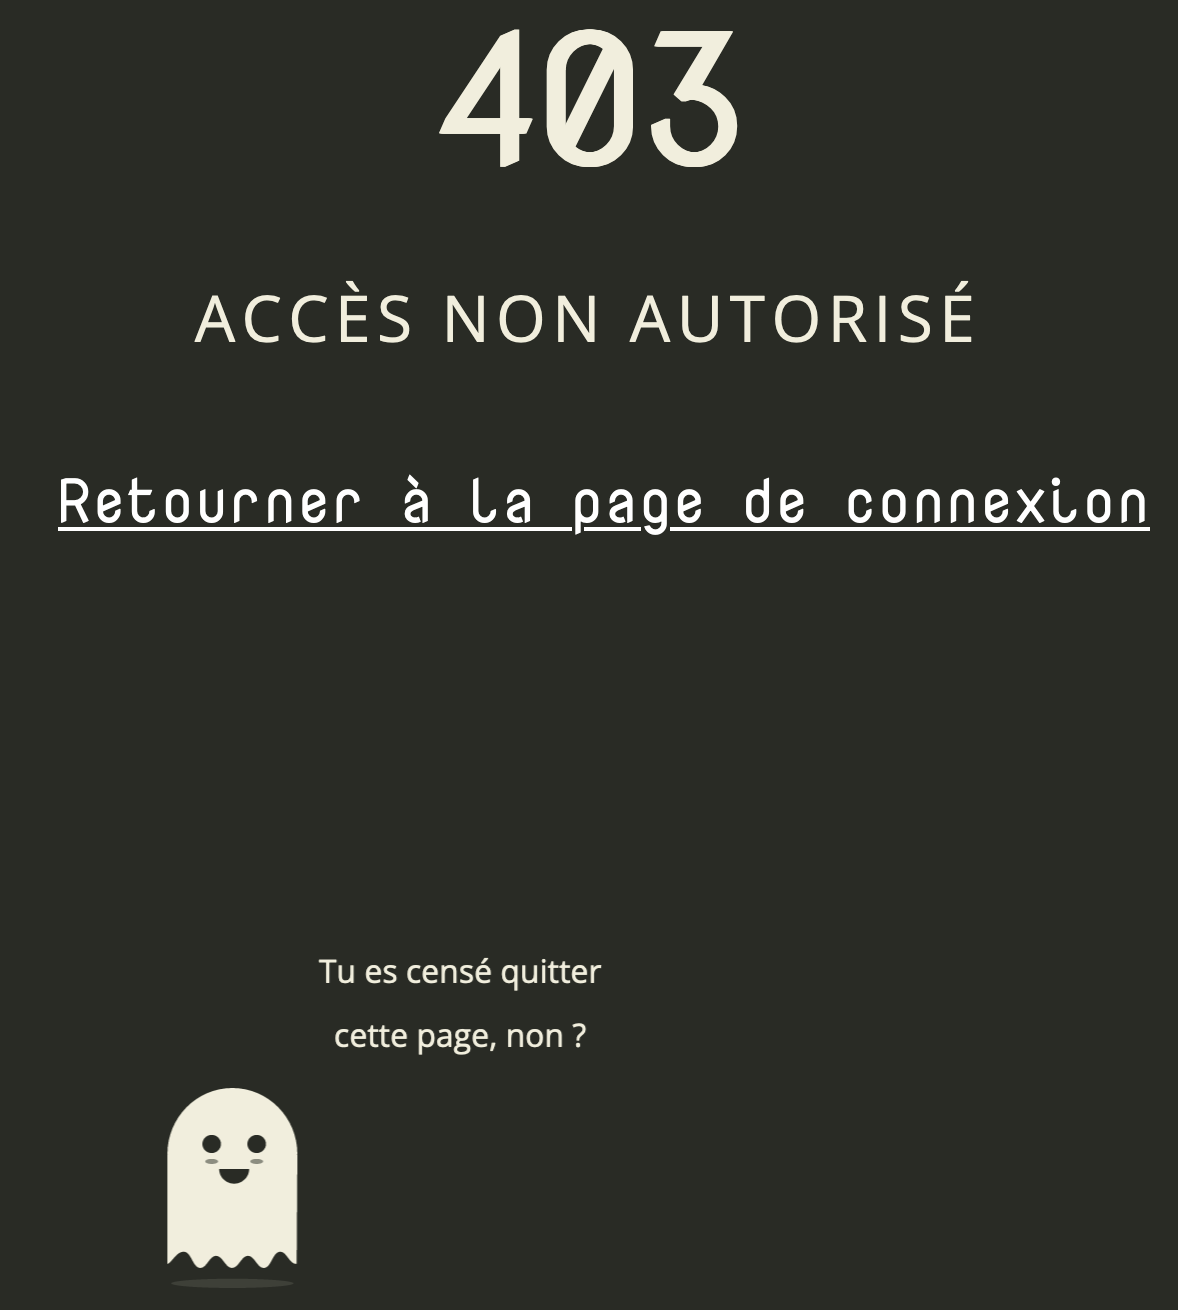 403
ACCÈS NON AUTORISÉ
Retourner à la page de connexion
Tu es censé quitter
cette page, non ?